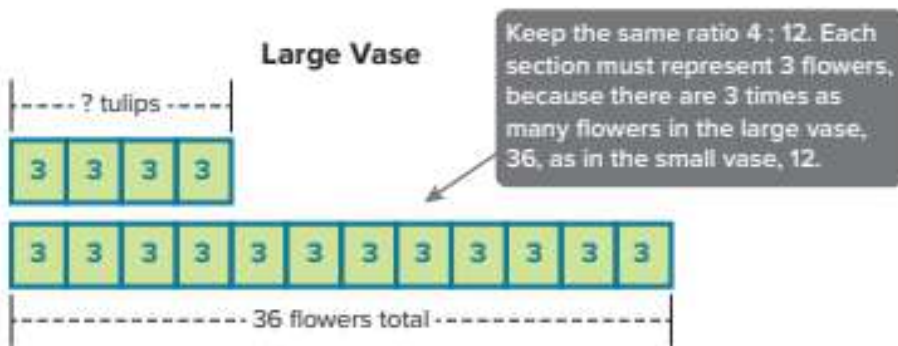 Large Vase
Keep the same ratio 4 : 12. Each
section must represent 3 flowers,
because there are 3 times as
many flowers in the large vase,
36, as in the small vase, 12.
? tulips
3 3 3 3
3 3 3 3 3 3 3 3 3 3 3 3
36 flowers total